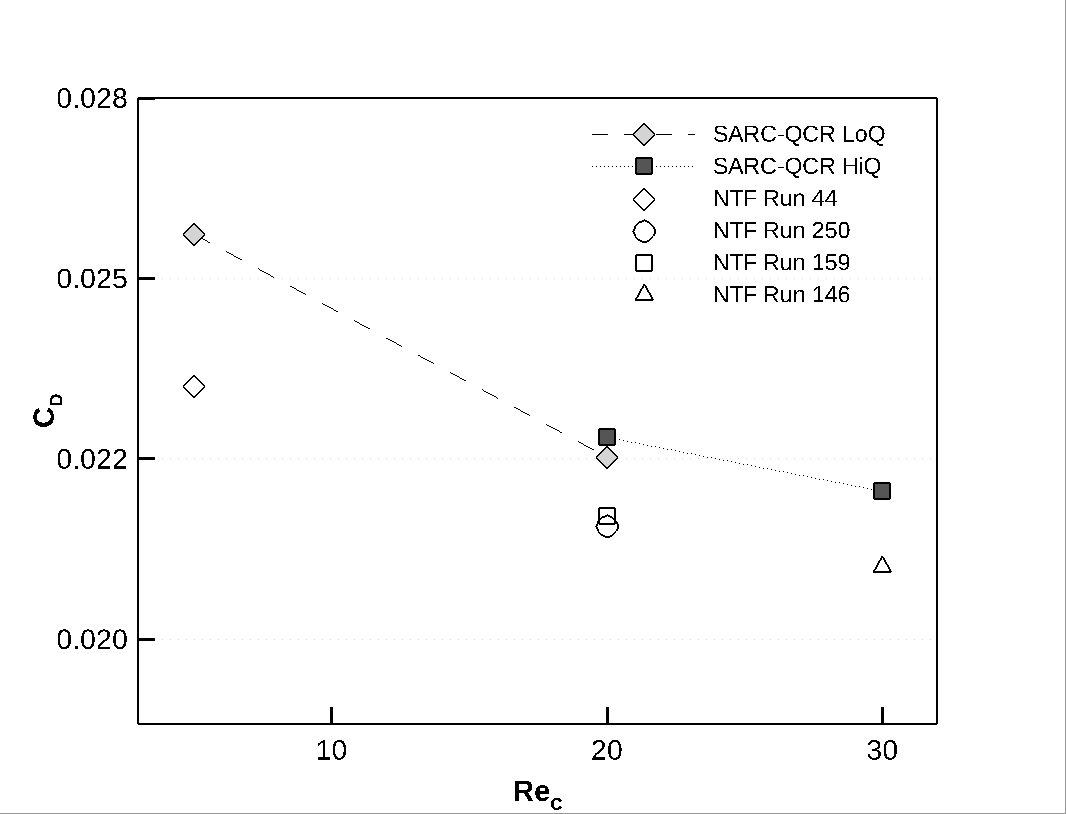 0.028
0.025
0.022
0.020
C_D
SARC-QCR LoQ
SARC-QCR HiQ
NTF Run 44
NTF Run 250
NTF Run 159
NTF Run 146
10 20 30
Re_c